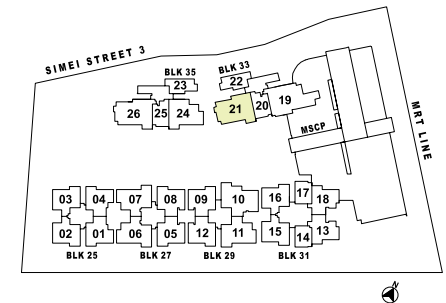 SIMEI STREET 3
BLK 35
BLK 33
23
22
26 25 24
21 20 19
MSCP
MRT LINE
03 04 07 08 09 10 16 17 18
02 01 06 05 12 11 15 14 13
BLK 25 BLK 27 BLK 29 BLK 31
N